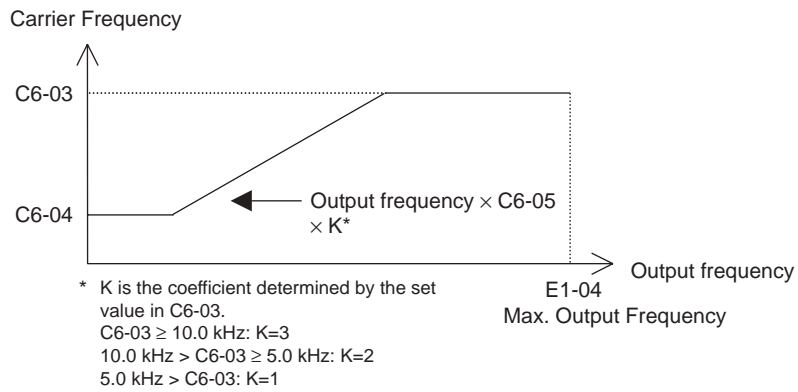 Carrier Frequency
C6-03
C6-04
Output frequency × C6-05
× K*
Output frequency
E1-04
Max. Output Frequency
* K is the coefficient determined by the set
value in C6-03.
C6-03 ≥ 10.0 kHz: K=3
10.0 kHz > C6-03 ≥ 5.0 kHz: K=2
5.0 kHz > C6-03: K=1